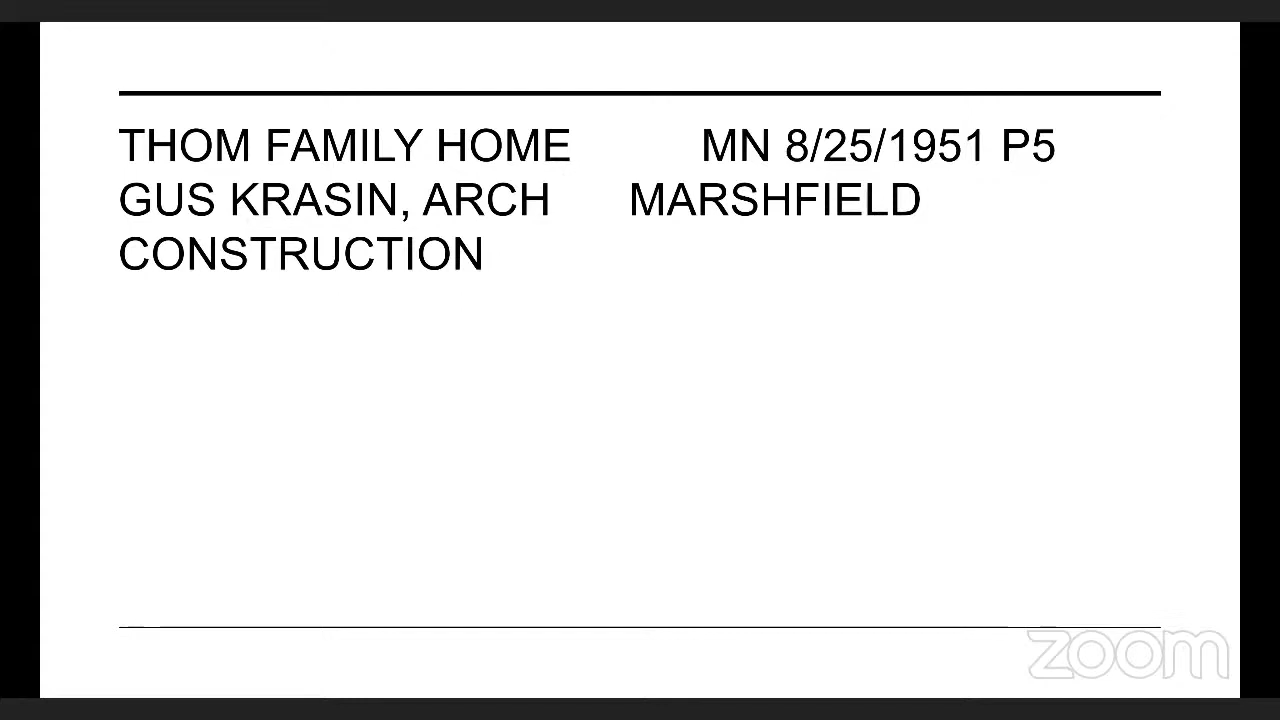 THOM FAMILY HOME MN 8/25/1951 P5
GUS KRASIN, ARCH MARSHFIELD
CONSTRUCTION
zoom